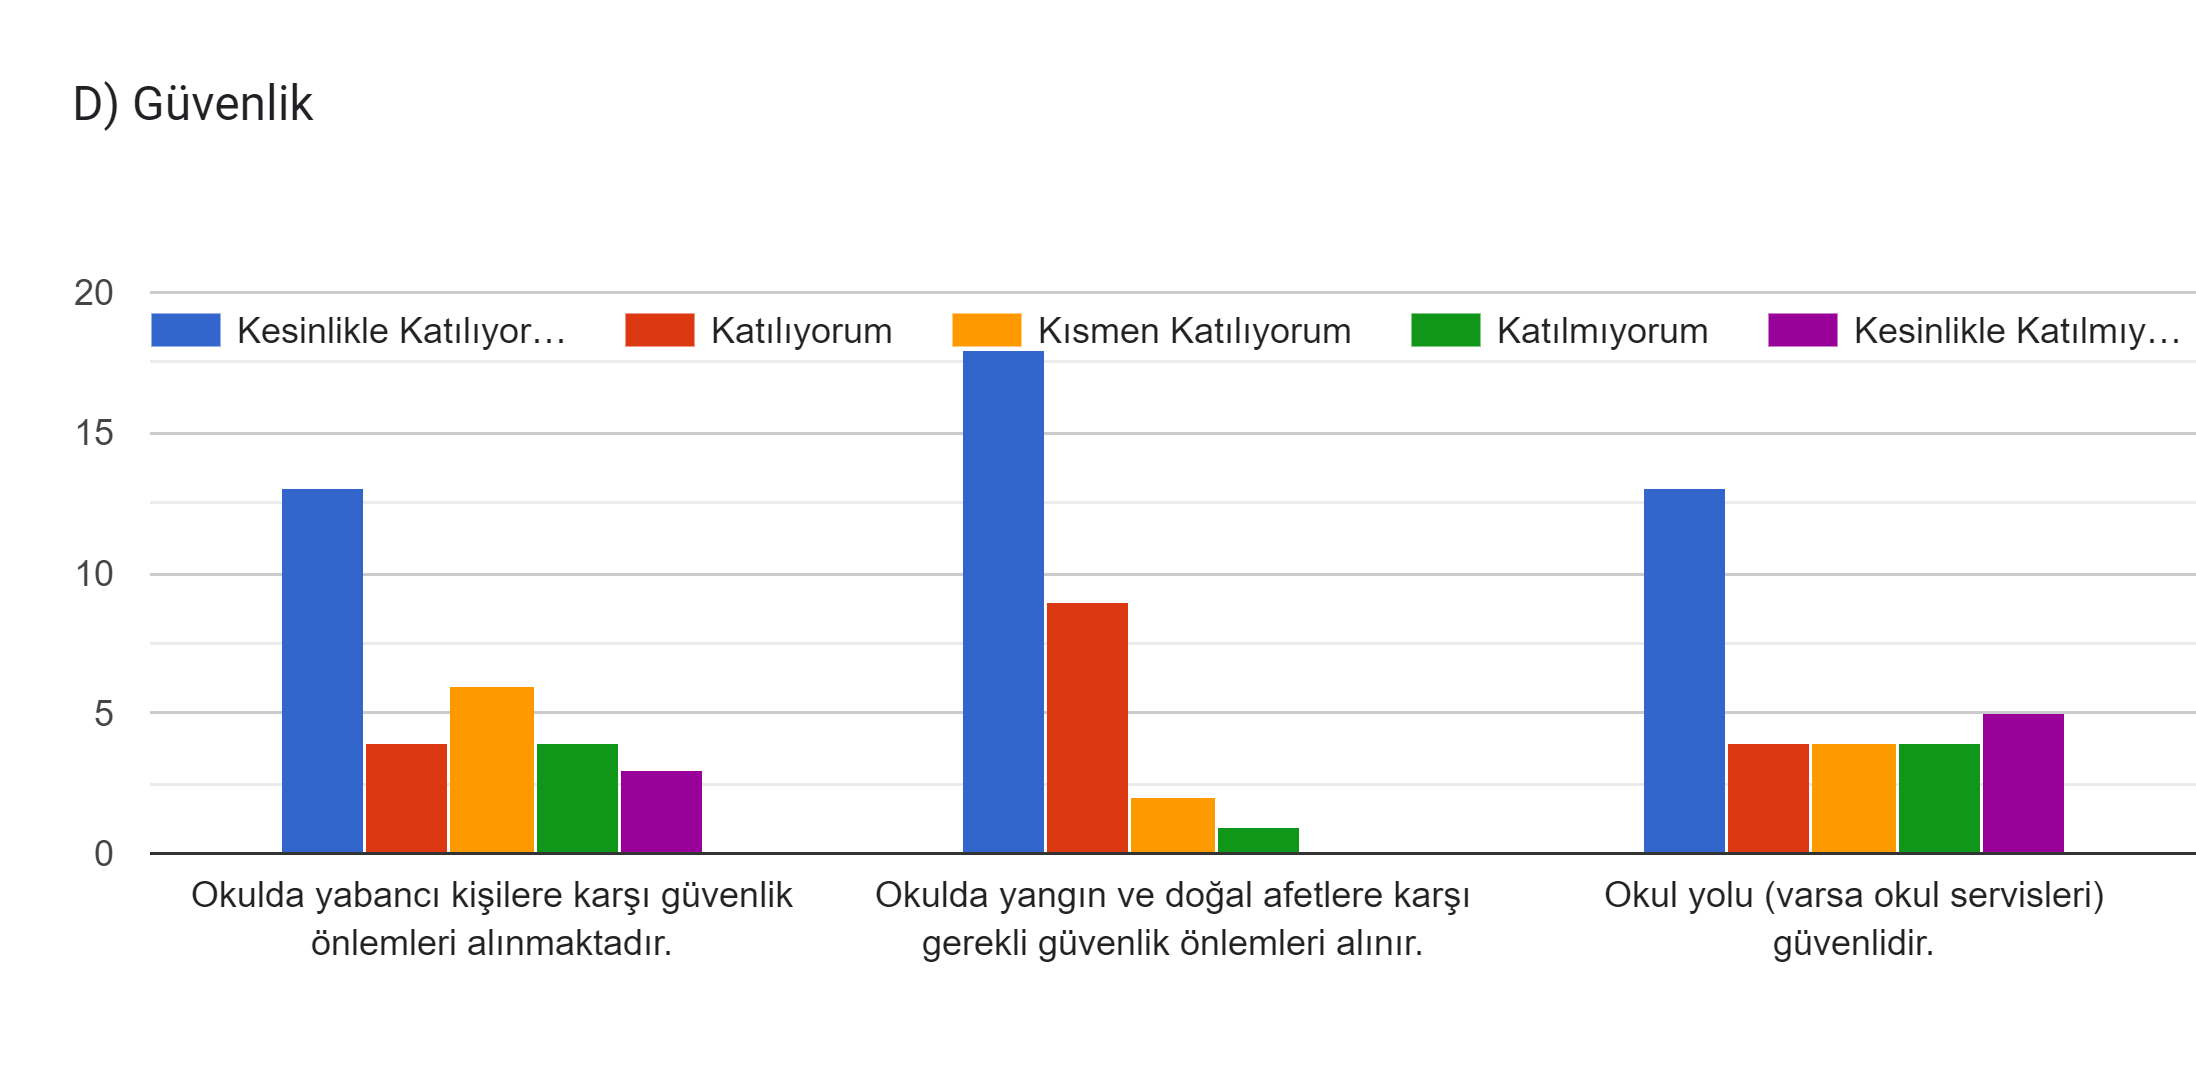 D) Güvenlik
20
Kesinlikle Katılıyor…
Katılıyorum
Kısmen Katılıyorum
Katılmıyorum
Kesinlikle Katılmıy…
15
10
5
0
Okulda yabancı kişilere karşı güvenlik
önlemleri alınmaktadır.
Okulda yangın ve doğal afetlere karşı
gerekli güvenlik önlemleri alınır.
Okul yolu (varsa okul servisleri)
güvenlidir.